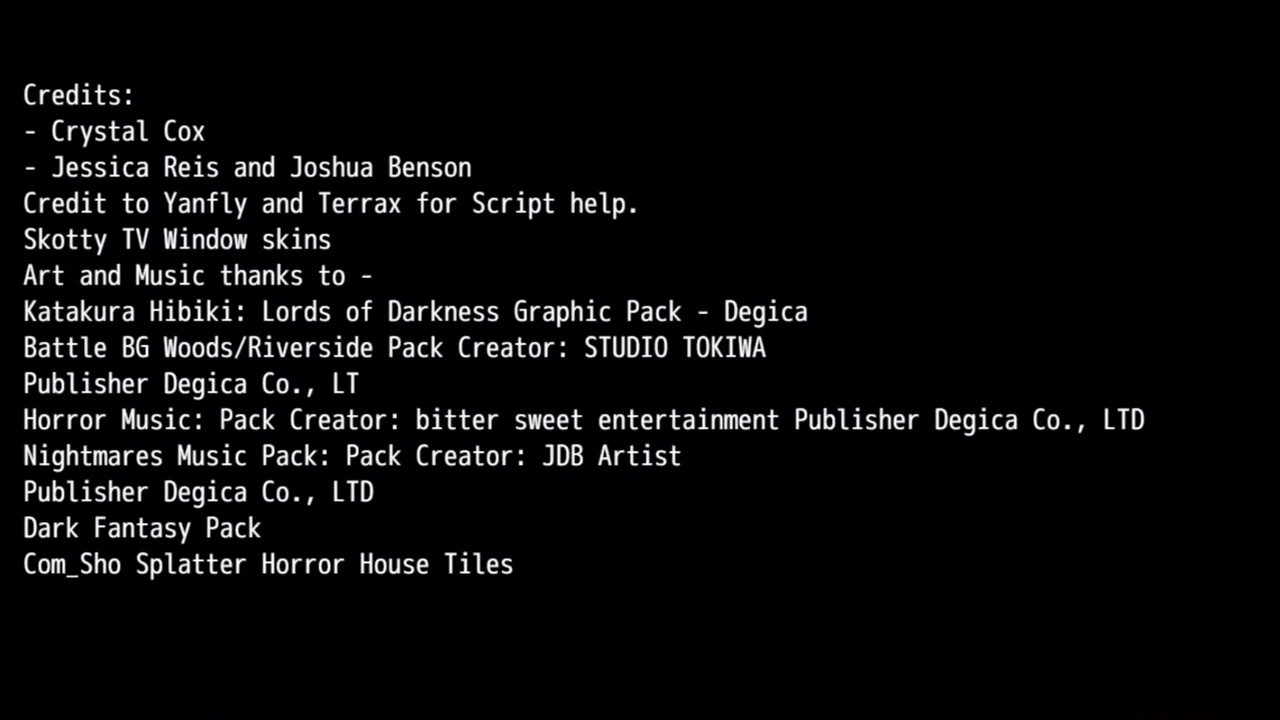 Credits:
- Crystal Cox
- Jessica Reis and Joshua Benson
Credit to Yanfly and Terrax for Script help.
Skotty TV Window skins
Art and Music thanks to -
Katakura Hibiki: Lords of Darkness Graphic Pack - Degica
Battle BG Woods/Riverside Pack Creator: STUDIO TOKIWA
Publisher Degica Co., LT
Horror Music: Pack Creator: bitter sweet entertainment Publisher Degica Co., LTD
Nightmares Music Pack: Pack Creator: JDB Artist
Publisher Degica Co., LTD
Dark Fantasy Pack
Com_Sho Splatter Horror House Tiles